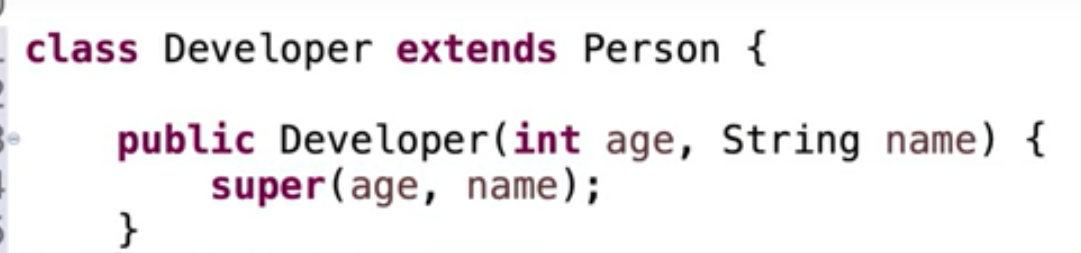 class Developer extends Person {
public Developer(int age, String name) {
super(age, name);
}